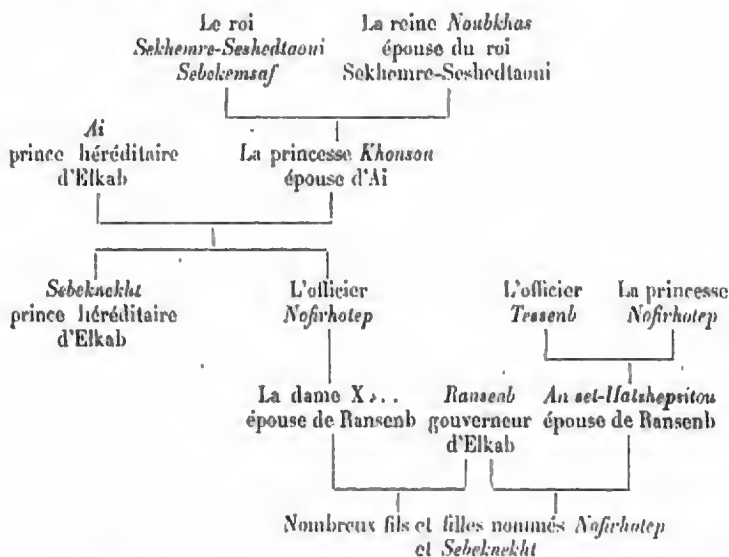 Le roi
Sekhemre-Seshedtaoui
Sebekemsaf
La reine Noubkhas
épouse du roi
Sekhemre-Seshedtaoui
Ai
prince héréditaire
d'Elkab
La princesse Khonsou
épouse d'Ai
Sebeknekht
prince héréditaire
d'Elkab
L'officier
Nofirhotep
L'officier
Tessenb
La princesse
Nofirhotep
La dame X...
épouse de Ransenb
Ransenb
gouverneur
d'Elkab
An set-Hatshepsitou
épouse de Ransenb
Nombreux fils et filles nommés Nofirhotep
et Sebeknekht